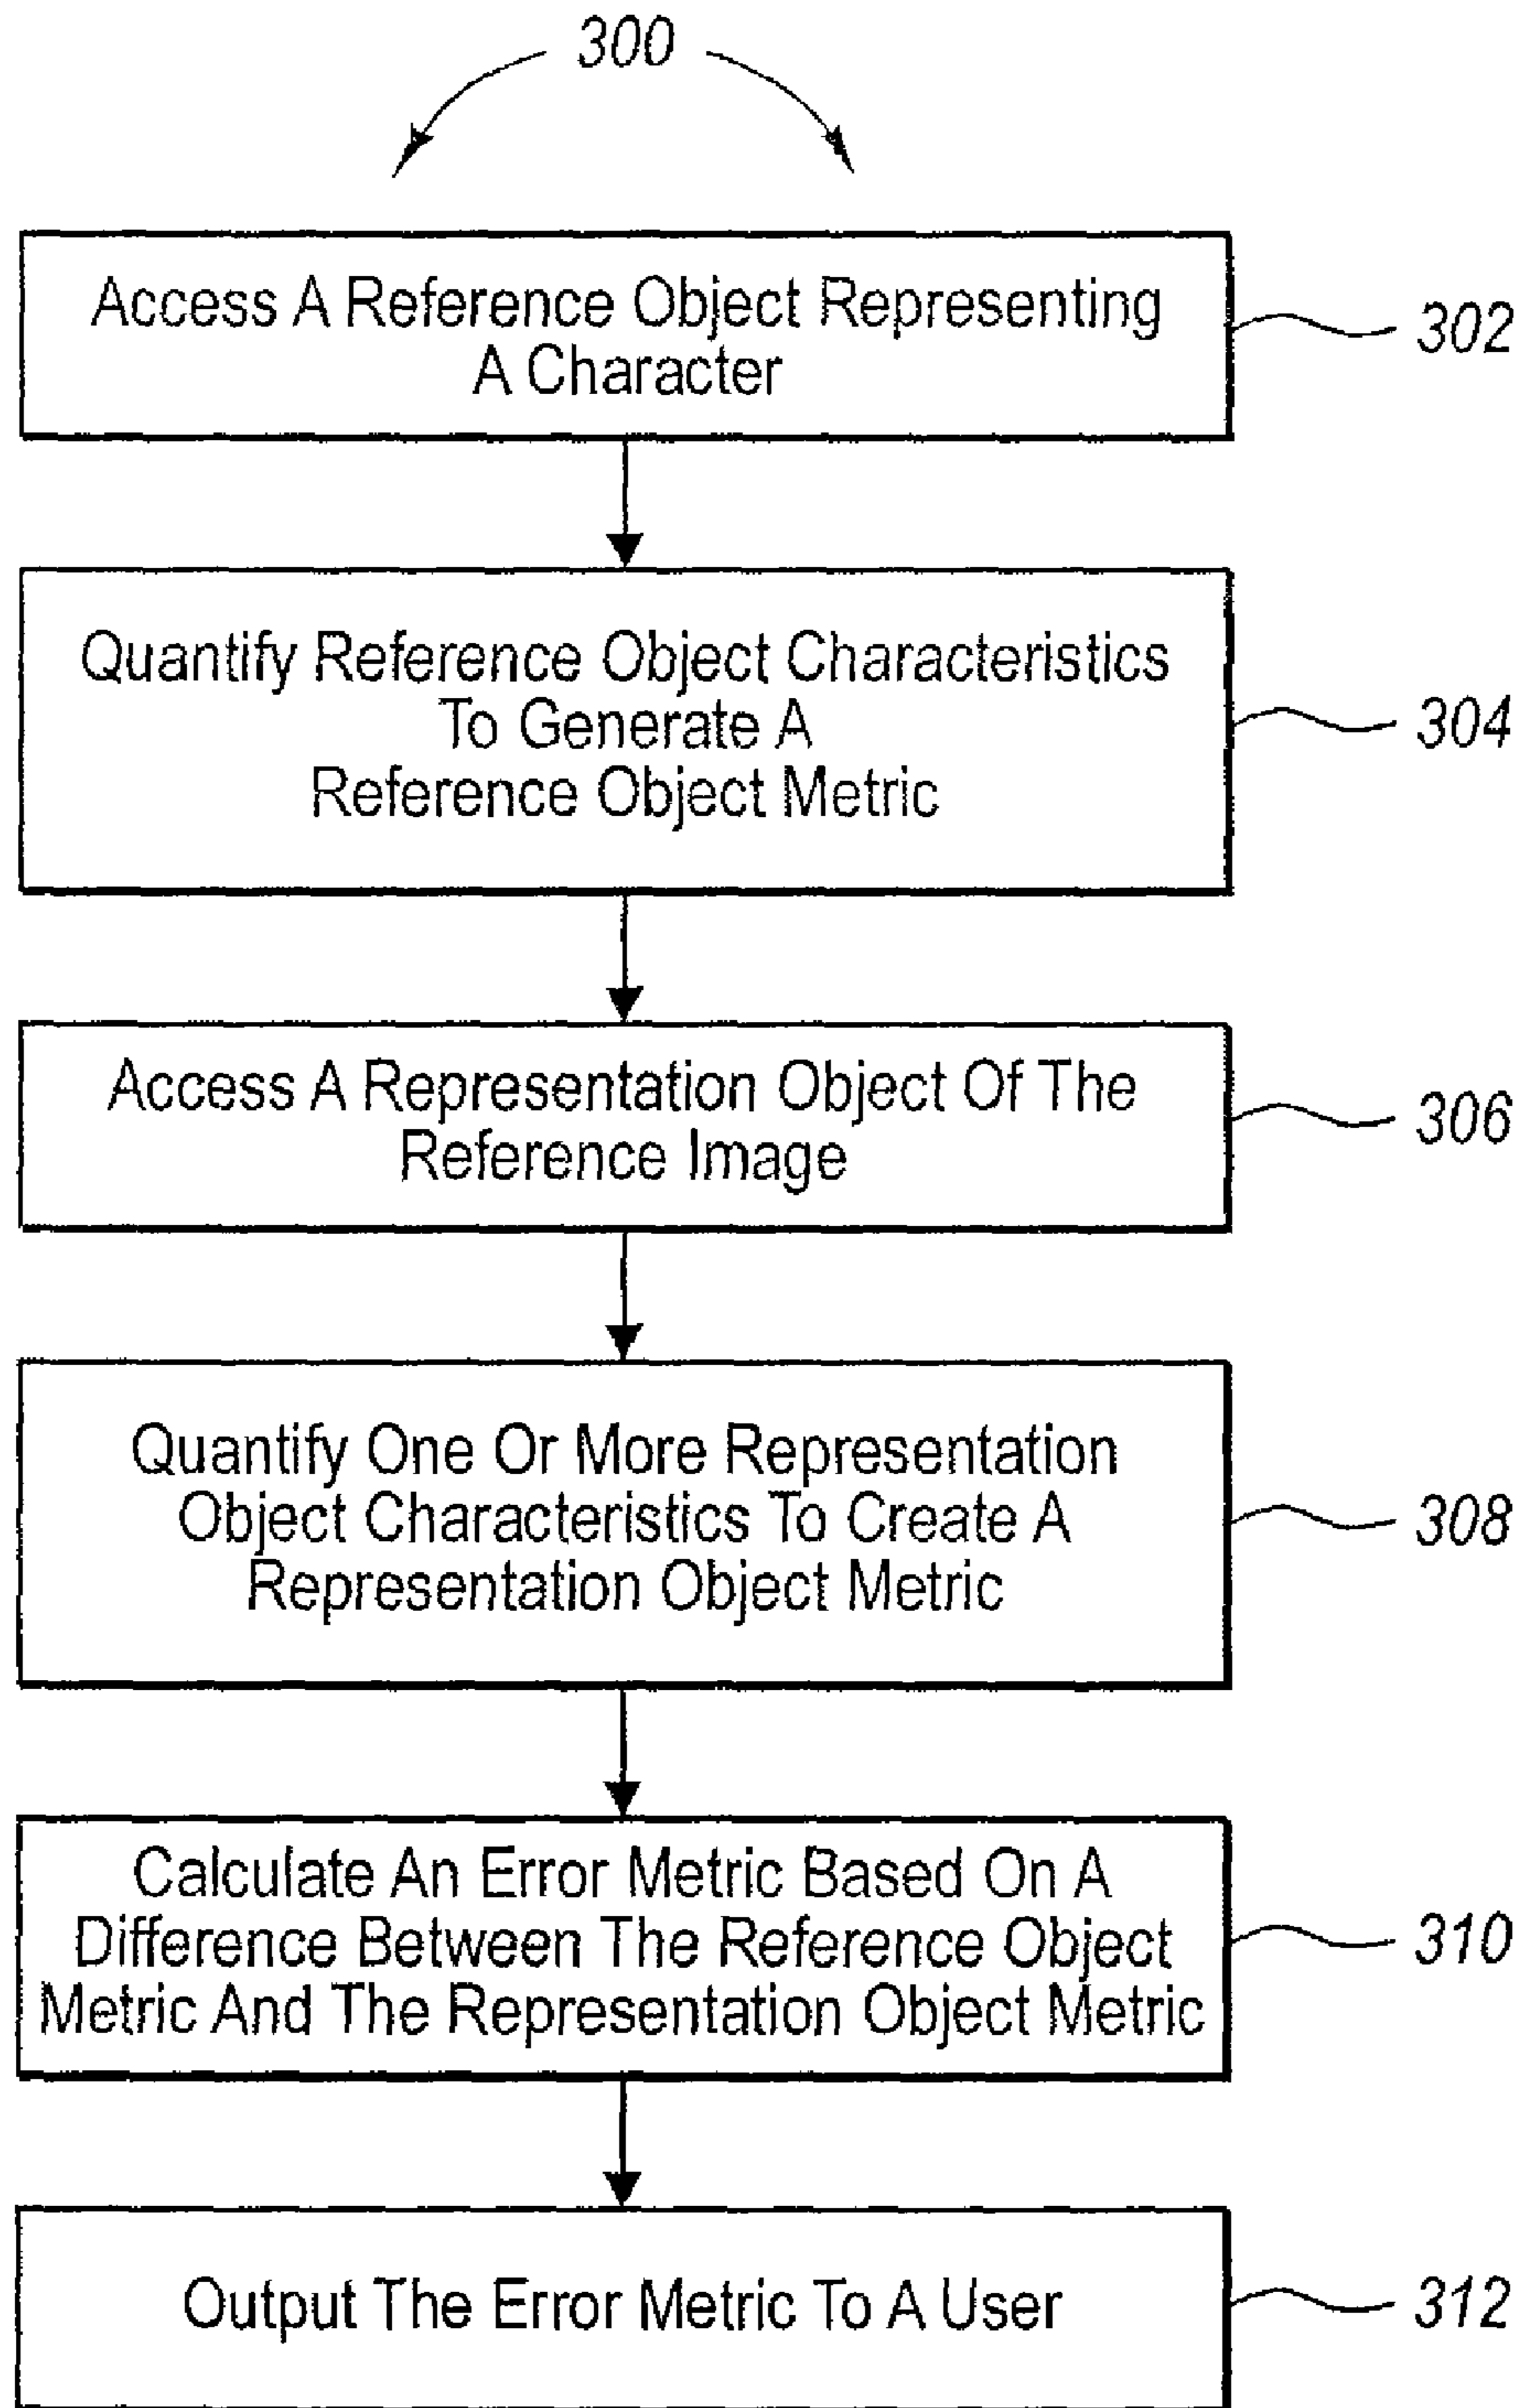 300
Access A Reference Object Representing
A Character
302
Quantify Reference Object Characteristics
To Generate A
Reference Object Metric
304
Access A Representation Object Of The
Reference Image
306
Quantify One Or More Representation
Object Characteristics To Create A
Representation Object Metric
308
Calculate An Error Metric Based On A
Difference Between The Reference Object
Metric And The Representation Object Metric
310
Output The Error Metric To A User
312